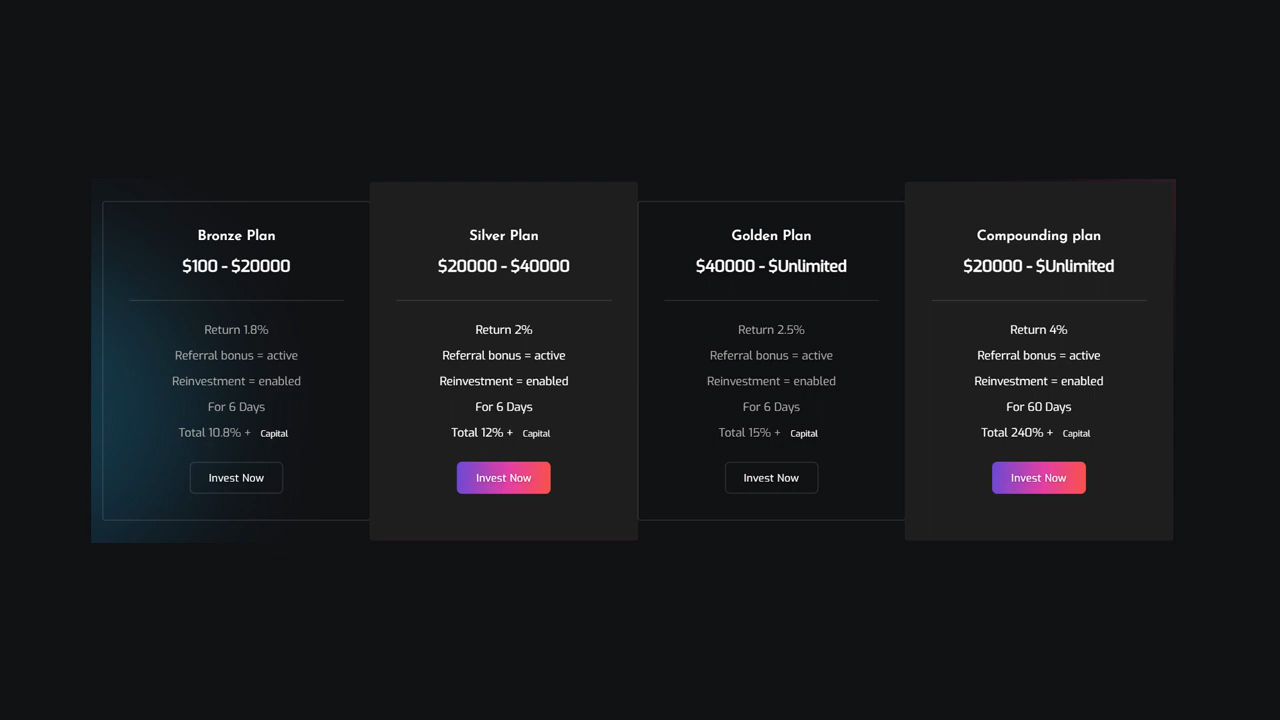 Bronze Plan
$100 - $20000
Return 1.8%
Referral bonus = active
Reinvestment = enabled
For 6 Days
Total 10.8% + Capital
Invest Now
Silver Plan
$20000 - $40000
Return 2%
Referral bonus = active
Reinvestment = enabled
For 6 Days
Total 12% + Capital
Invest Now
Golden Plan
$40000 - $Unlimited
Return 2.5%
Referral bonus = active
Reinvestment = enabled
For 6 Days
Total 15% + Capital
Invest Now
Compounding plan
$20000 - $Unlimited
Return 4%
Referral bonus = active
Reinvestment = enabled
For 60 Days
Total 240% + Capital
Invest Now